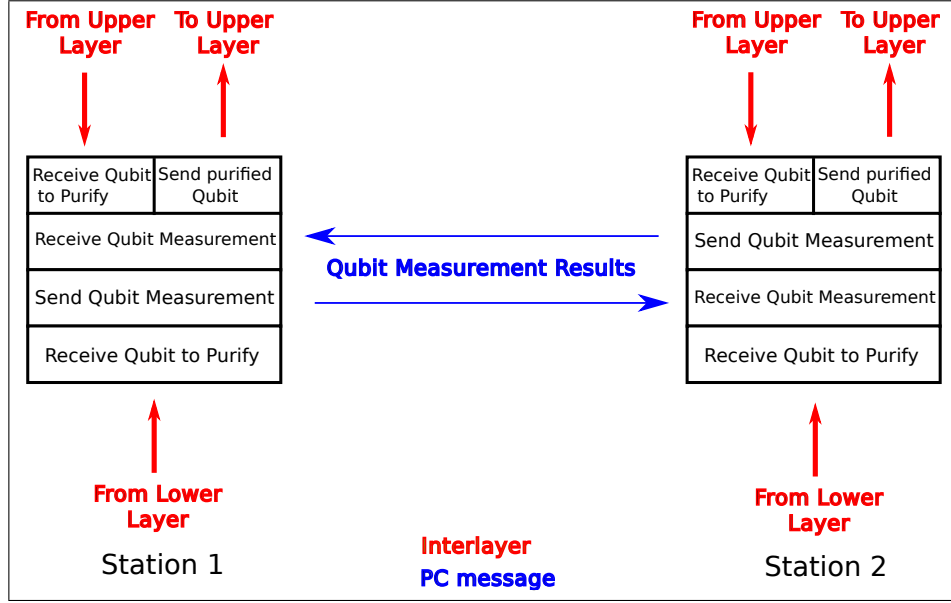 From Upper
Layer
To Upper
Layer
From Upper
Layer
To Upper
Layer
Receive Qubit
to Purify
Send purified
Qubit
Receive Qubit Measurement
Send Qubit Measurement
Receive Qubit to Purify
Qubit Measurement Results
Receive Qubit
to Purify
Send purified
Qubit
Send Qubit Measurement
Receive Qubit Measurement
Receive Qubit to Purify
From Lower
Layer
From Lower
Layer
Station 1
Interlayer
PC message
Station 2